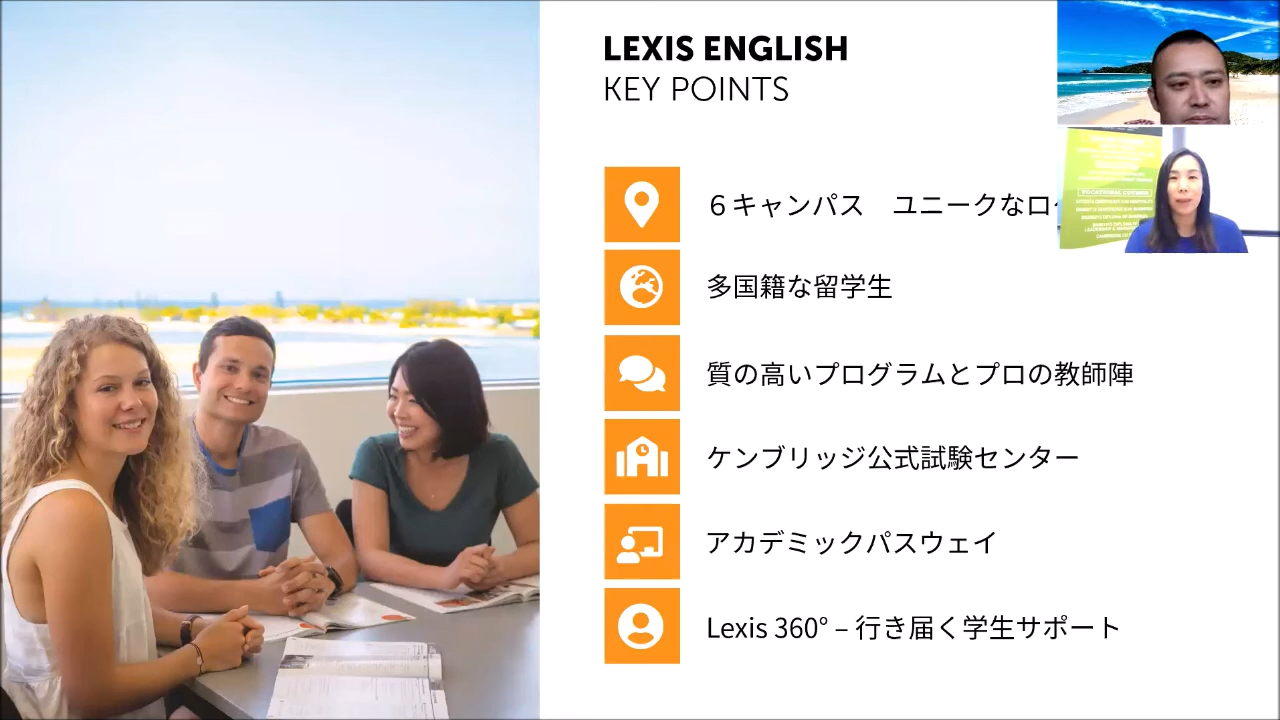 LEXIS ENGLISH
KEY POINTS
６キャンパス　ユニークなロ
多国籍な留学生
質の高いプログラムとプロの教師陣
ケンブリッジ公式試験センター
アカデミックパスウェイ
Lexis 360° – 行き届く学生サポート